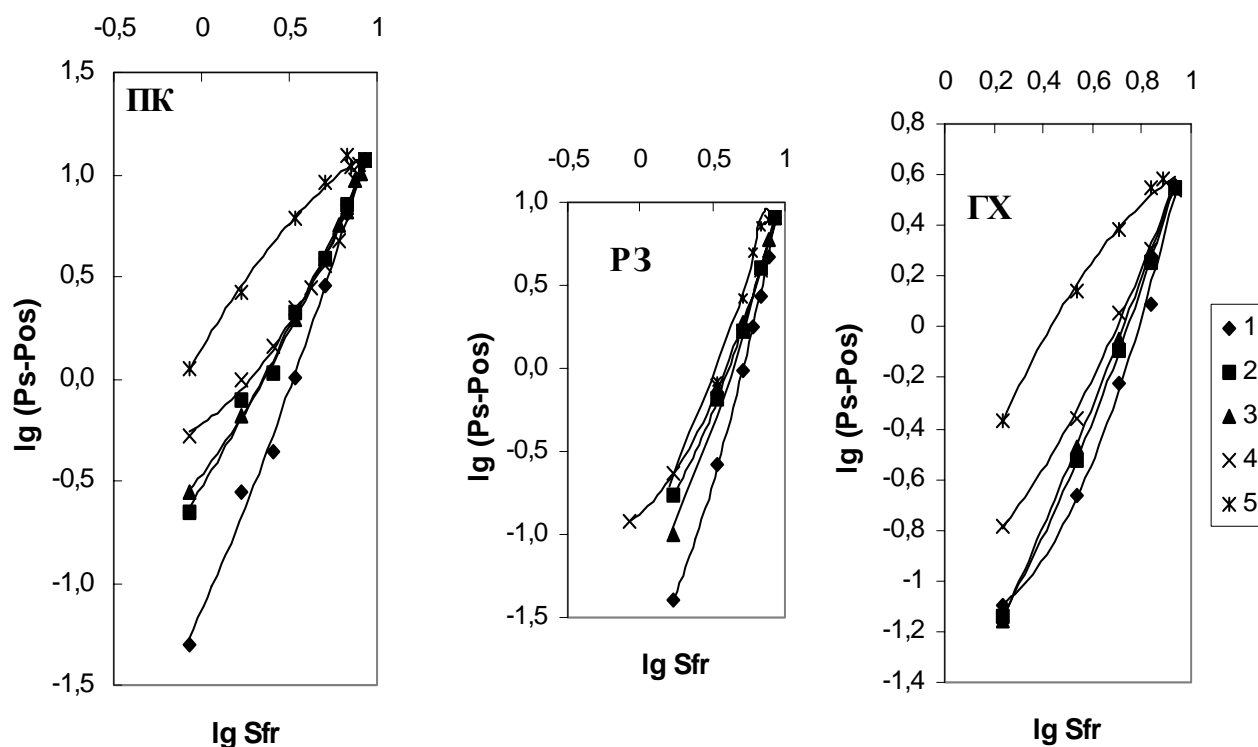 -0,5 0 0,5 1
1,5
1,0
0,5
0,0
-0,5
-1,0
-1,5
ПК
lg (Ps-Pos)
lg Sfr
-0,5 0 0,5 1
1,0
0,5
0,0
-0,5
-1,0
-1,5
РЗ
lg (Ps-Pos)
lg Sfr
0 0,2 0,4 0,6 0,8 1
0,8
0,6
0,4
0,2
0
-0,2
-0,4
-0,6
-0,8
-1
-1,2
-1,4
ГХ
lg (Ps-Pos)
lg Sfr
1
2
3
4
5